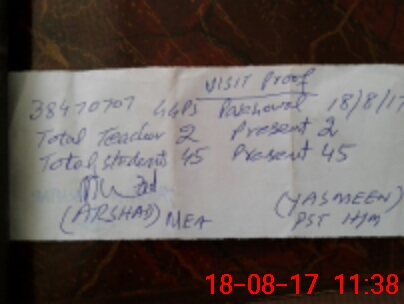 VISIT Proof
38470707 GGPS Pakhowal 18/8/17
Total Teacher 2 Present 2
Total student 45 Present 45
(ARSHAD) MEA (YASMEEN)
PST H/M
18-08-17 11:38